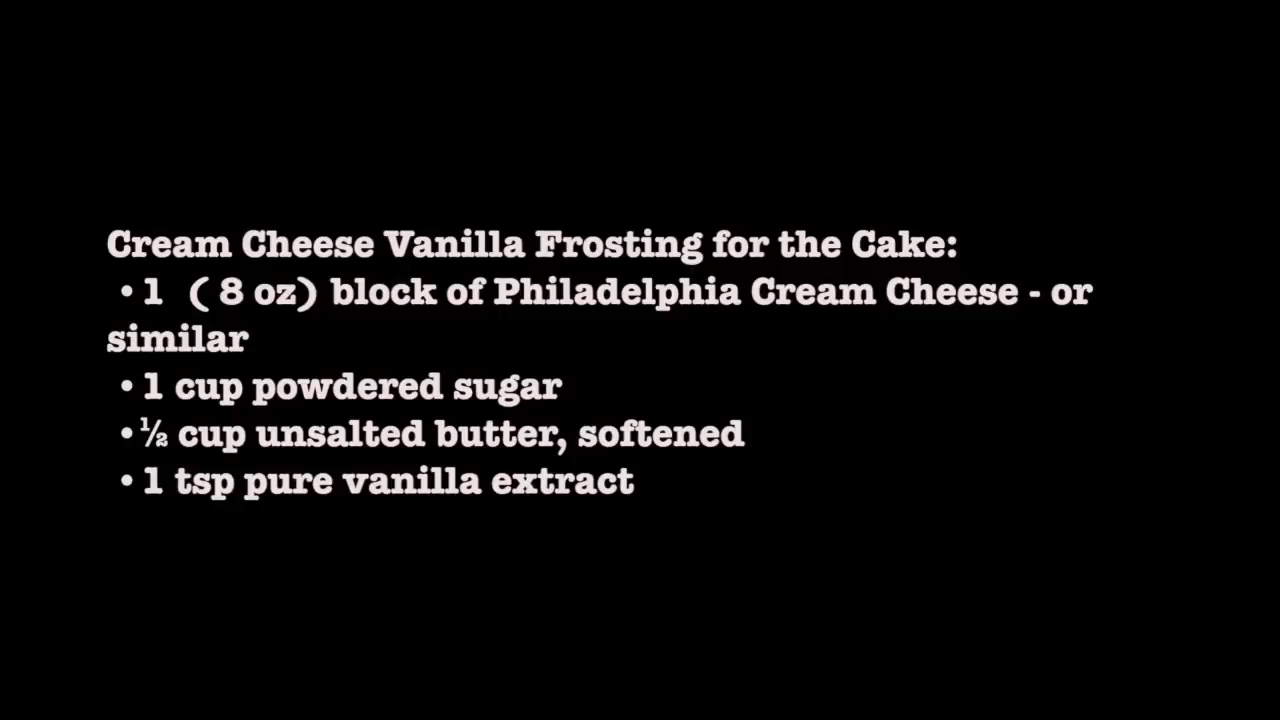 Cream Cheese Vanilla Frosting for the Cake:
• 1 ( 8 oz) block of Philadelphia Cream Cheese - or
similar
• 1 cup powdered sugar
• ½ cup unsalted butter, softened
• 1 tsp pure vanilla extract